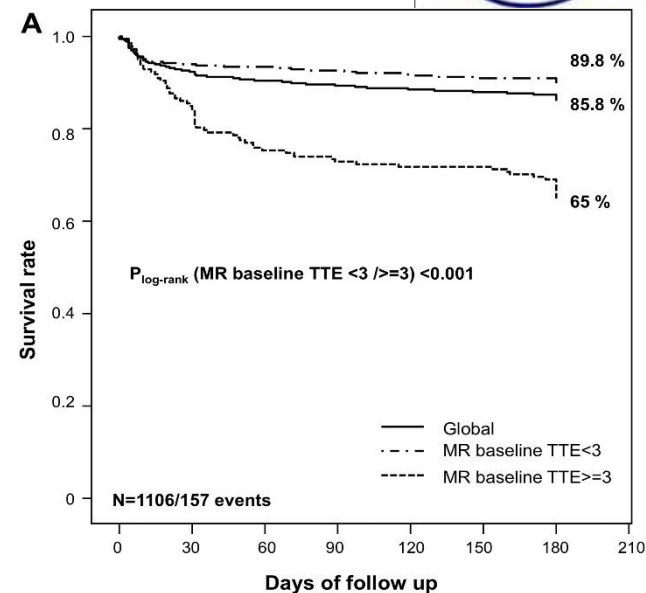 A
1.0
0.8
0.6
0.4
0.2
0
Survival rate
89.8 %
85.8 %
65 %
Plog-rank (MR baseline TTE <3 />=3) <0.001
Global
MR baseline TTE<3
MR baseline TTE>=3
N=1106/157 events
0 30 60 90 120 150 180 210
Days of follow up